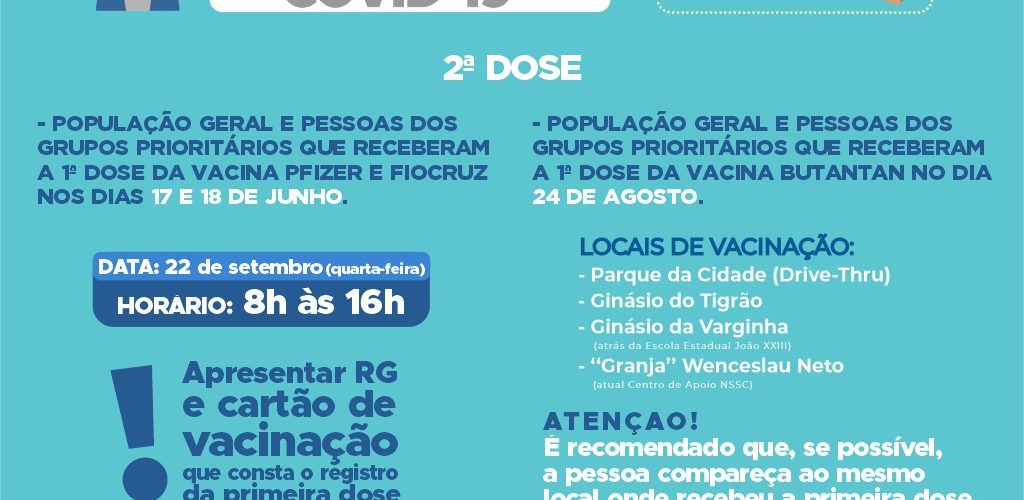 COVID-19
2ª DOSE
- POPULAÇÃO GERAL E PESSOAS DOS
GRUPOS PRIORITÁRIOS QUE RECEBERAM
A 1ª DOSE DA VACINA PFIZER E FIOCRUZ
NOS DIAS 17 E 18 DE JUNHO.
DATA: 22 de setembro (quarta-feira)
HORÁRIO: 8h às 16h
Apresentar RG
e cartão de
vacinação
que consta o registro
da primeira dose
- POPULAÇÃO GERAL E PESSOAS DOS
GRUPOS PRIORITÁRIOS QUE RECEBERAM
A 1ª DOSE DA VACINA BUTANTAN NO DIA
24 DE AGOSTO.
LOCAIS DE VACINAÇÃO:
- Parque da Cidade (Drive-Thru)
- Ginásio do Tigrão
- Ginásio da Varginha
(atrás da Escola Estadual João XXIII)
- “Granja” Wenceslau Neto
(atual Centro de Apoio NSSC)
ATENÇAO!
É recomendado que, se possível,
a pessoa compareça ao mesmo
local onde recebeu a primeira dose